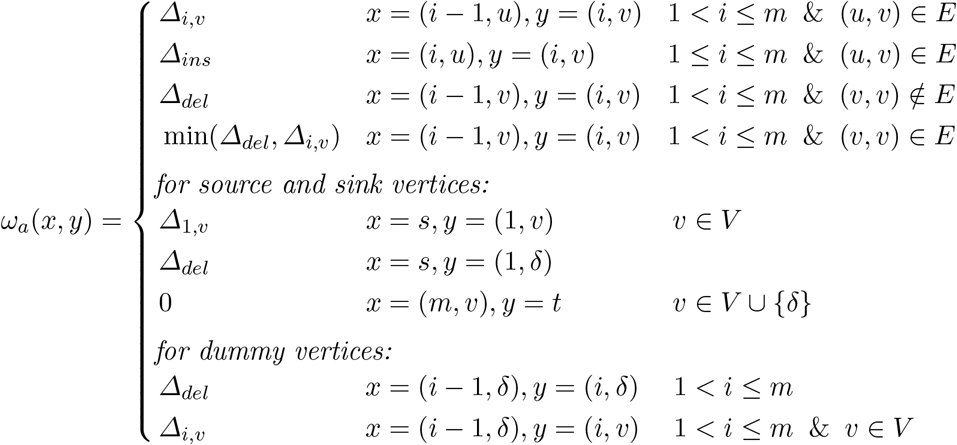 Δ_{i,v} x = (i − 1, u), y = (i, v) 1 < i ≤ m & (u, v) ∈ E
Δ_{ins} x = (i, u), y = (i, v) 1 ≤ i ≤ m & (u, v) ∈ E
Δ_{del} x = (i − 1, v), y = (i, v) 1 < i ≤ m & (v, v) ∉ E
min(Δ_{del}, Δ_{i,v}) x = (i − 1, v), y = (i, v) 1 < i ≤ m & (v, v) ∈ E
for source and sink vertices:
ω_a(x, y) = { Δ_{1,v} x = s, y = (1, v) v ∈ V
Δ_{del} x = s, y = (1, δ)
0 x = (m, v), y = t v ∈ V ∪ {δ}
for dummy vertices:
Δ_{del} x = (i − 1, δ), y = (i, δ) 1 < i ≤ m
Δ_{i,v} x = (i − 1, δ), y = (i, v) 1 < i ≤ m & v ∈ V